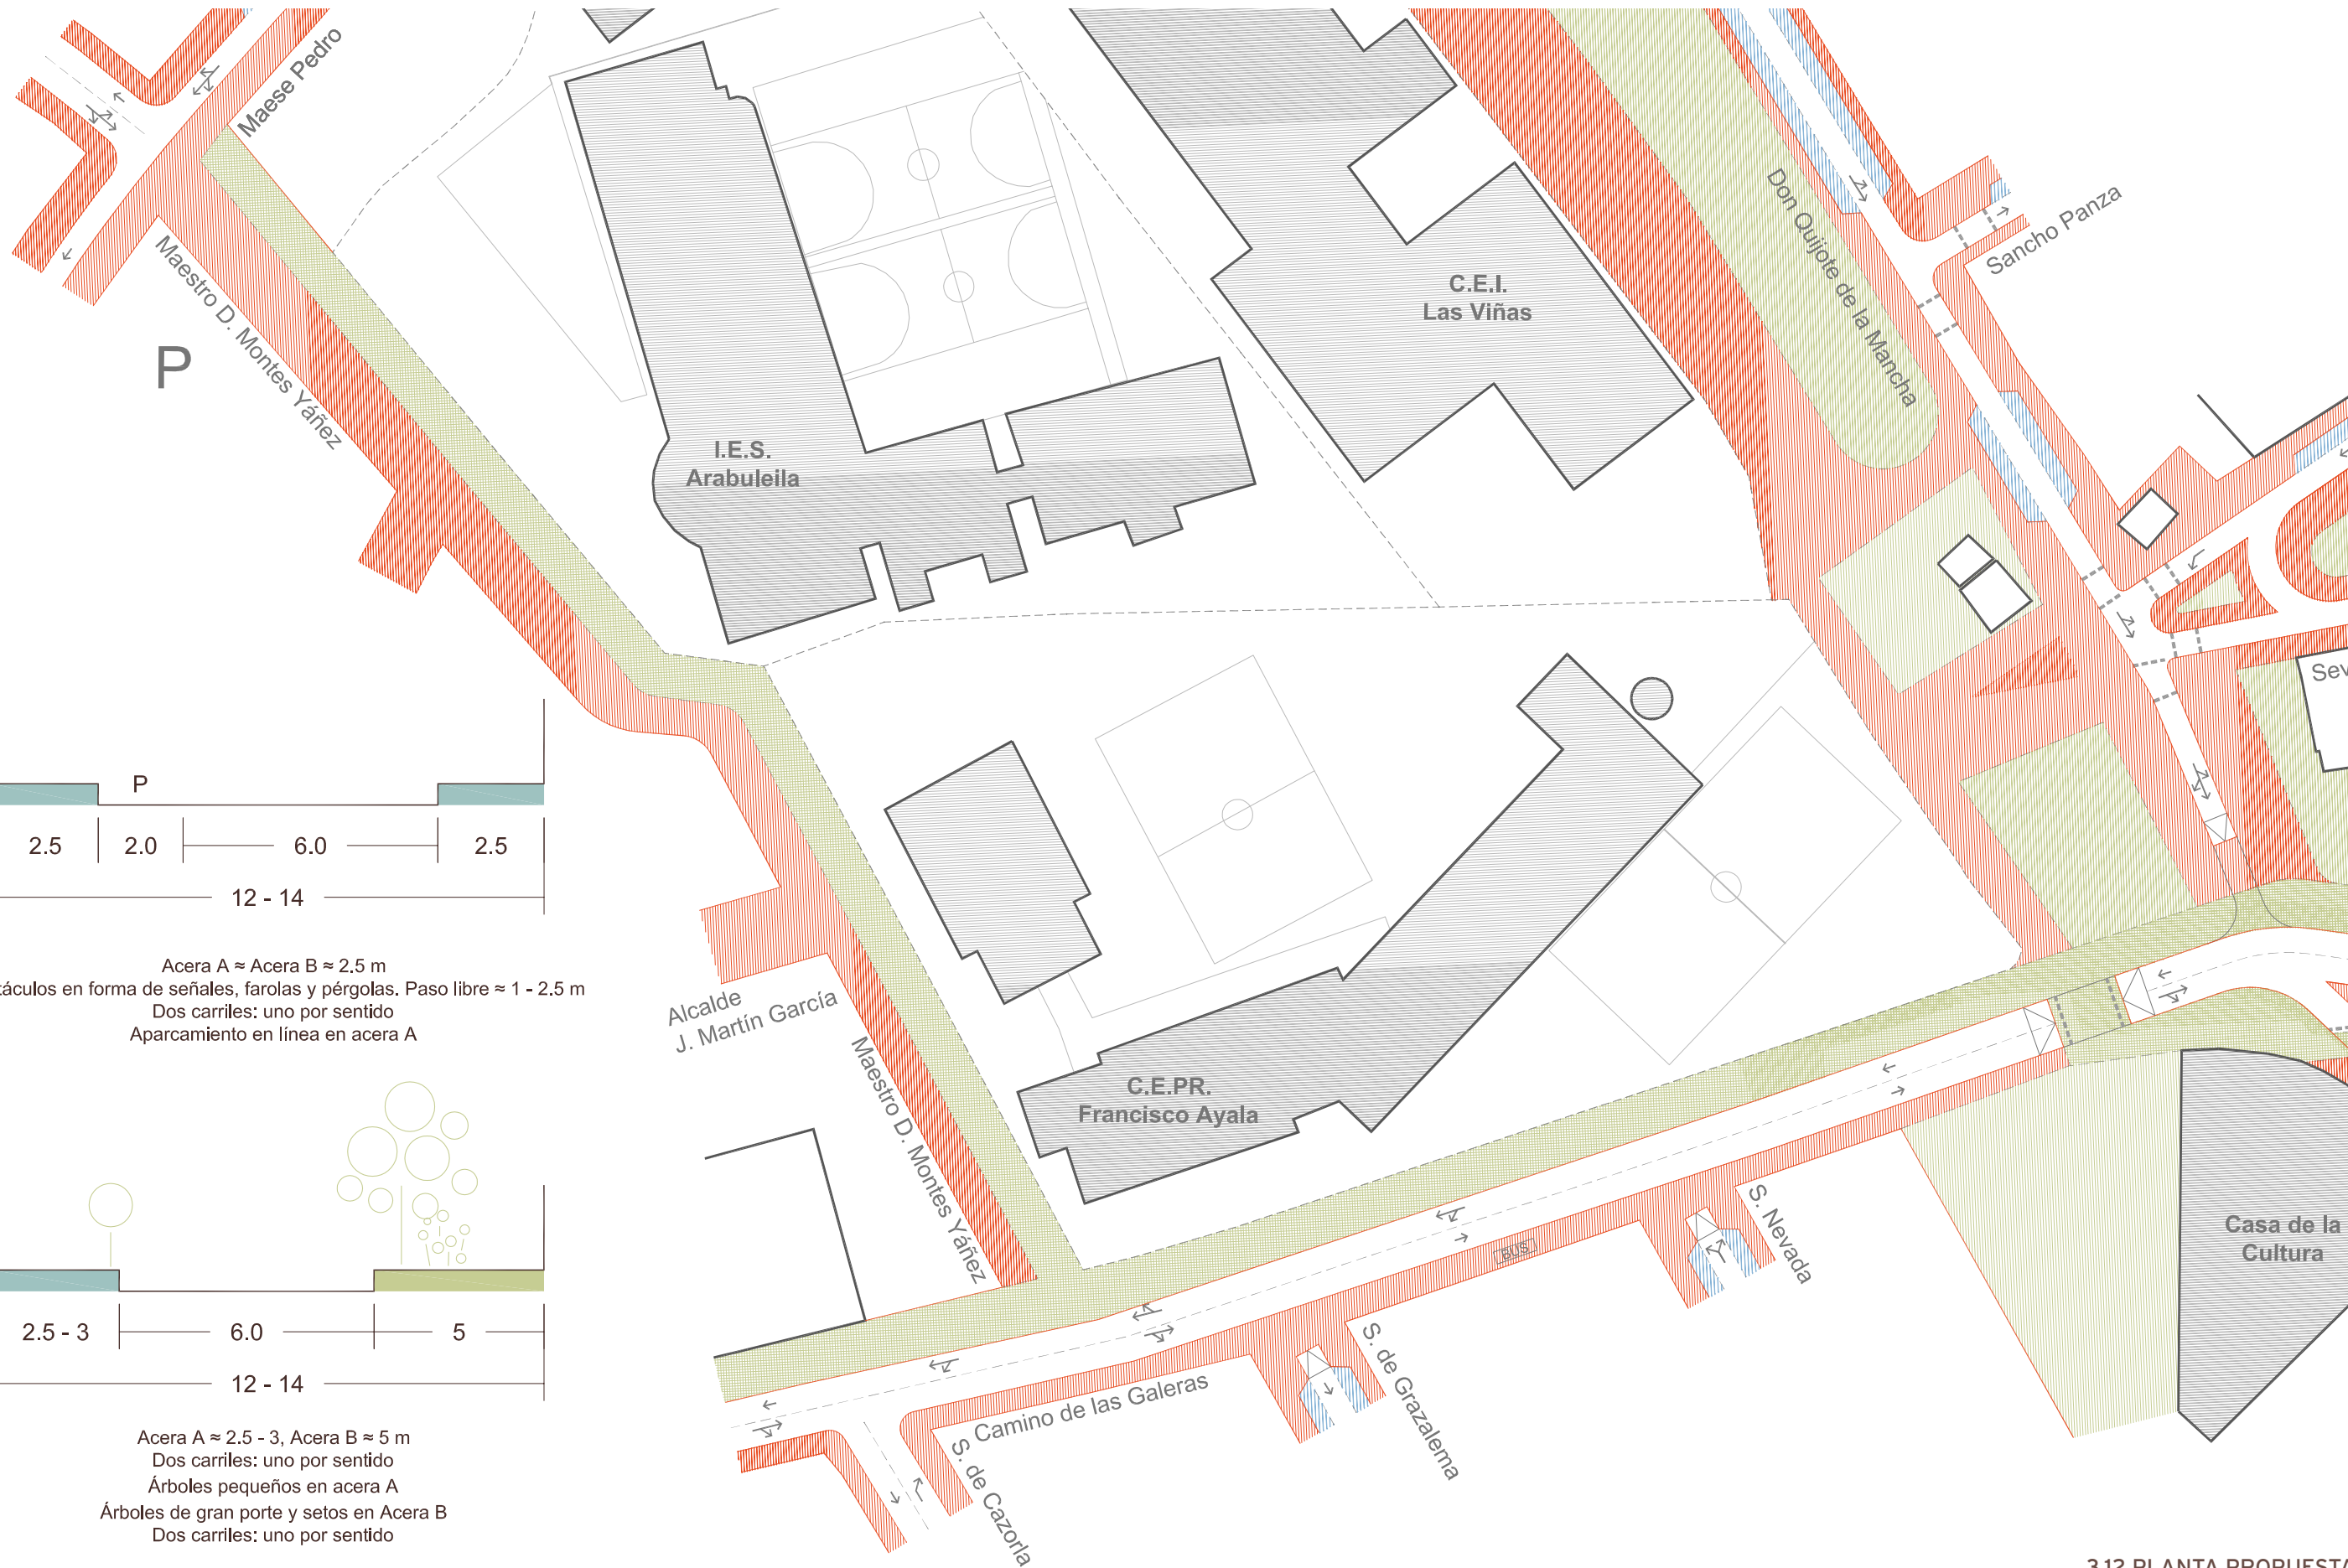 Maese Pedro
Maestro D. Montes Yáñez
P
I.E.S.
Arabuleila
C.E.I.
Las Viñas
Don Quijote de la Mancha
Sancho Panza
P
2.5
2.0
6.0
2.5
12 - 14
Acera A ≈ Acera B ≈ 2.5 m
táculos en forma de señales, farolas y pérgolas. Paso libre ≈ 1 - 2.5 m
Dos carriles: uno por sentido
Aparcamiento en línea en acera A
Alcalde
J. Martín García
Maestro D. Montes Yáñez
C.E.PR.
Francisco Ayala
2.5 - 3
6.0
5
12 - 14
Acera A ≈ 2.5 - 3, Acera B ≈ 5 m
Dos carriles: uno por sentido
Árboles pequeños en acera A
Árboles de gran porte y setos en Acera B
Dos carriles: uno por sentido
Camino de las Galeras
S. de Cazorla
S. de Grazalema
BUS
S. Nevada
Casa de la
Cultura
Sev
3.12 PLANTA PROPUESTA